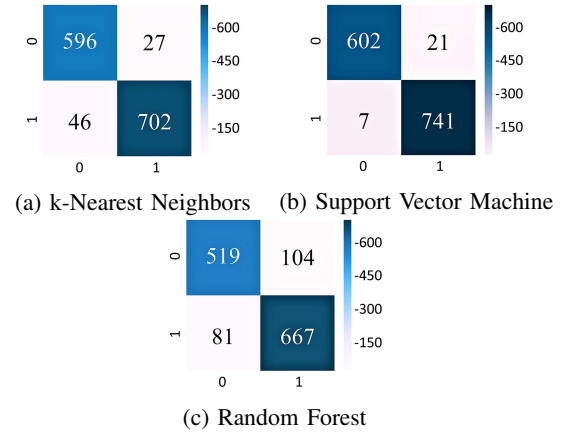 0 596 27 -600
-450
-300
1 46 702 -150
0 1
(a) k-Nearest Neighbors
0 602 21 -600
-450
-300
1 7 741 -150
0 1
(b) Support Vector Machine
0 519 104 -600
-450
-300
1 81 667 -150
0 1
(c) Random Forest